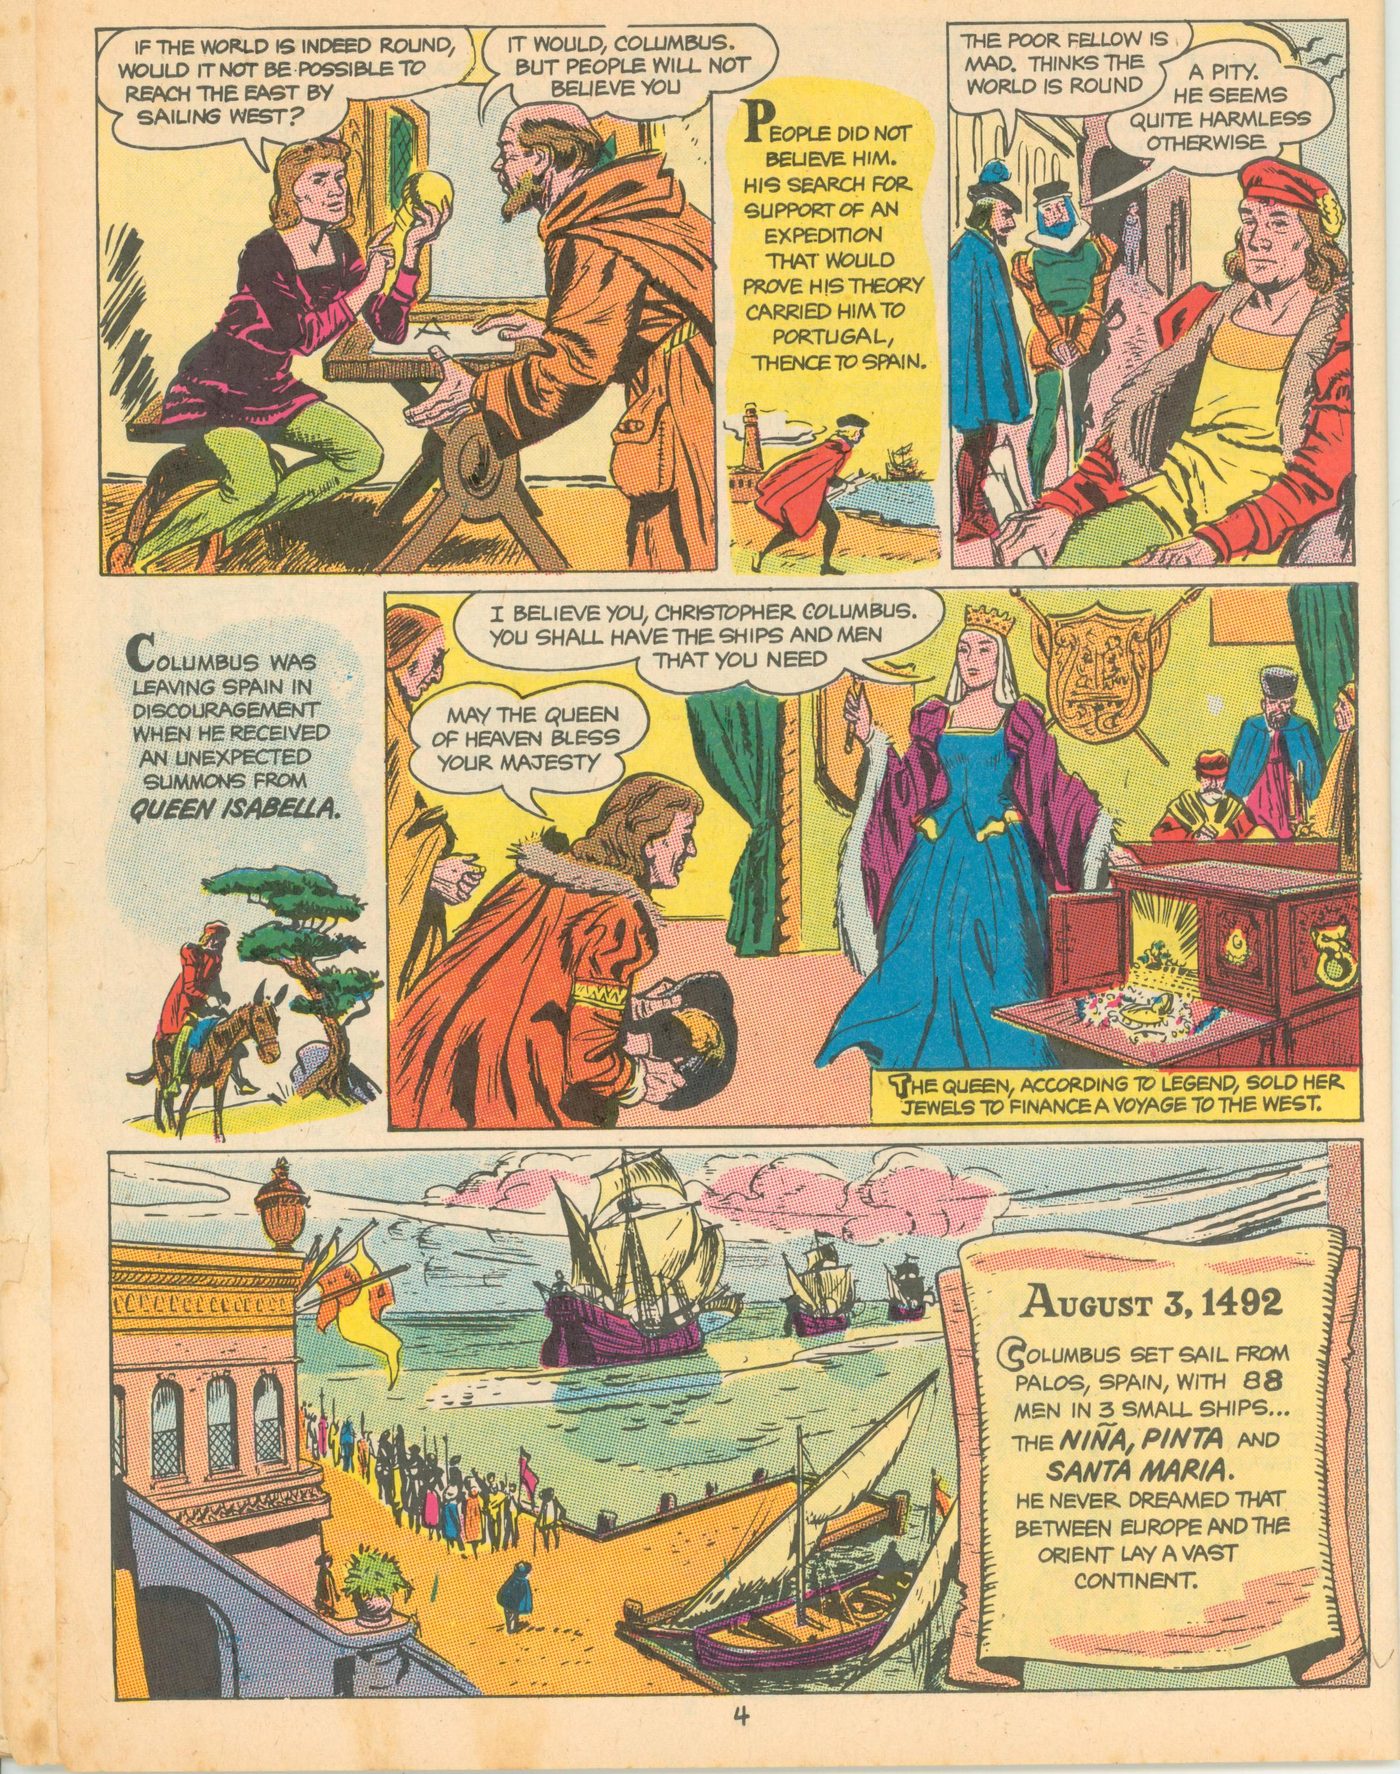 IF THE WORLD IS INDEED ROUND,
WOULD IT NOT BE POSSIBLE TO
REACH THE EAST BY
SAILING WEST?
IT WOULD, COLUMBUS.
BUT PEOPLE WILL NOT
BELIEVE YOU
PEOPLE DID NOT
BELIEVE HIM.
HIS SEARCH FOR
SUPPORT OF AN
EXPEDITION
THAT WOULD
PROVE HIS THEORY
CARRIED HIM TO
PORTUGAL,
THENCE TO SPAIN.
THE POOR FELLOW IS
MAD. THINKS THE
WORLD IS ROUND
A PITY.
HE SEEMS
QUITE HARMLESS
OTHERWISE
COLUMBUS WAS
LEAVING SPAIN IN
DISCOURAGEMENT
WHEN HE RECEIVED
AN UNEXPECTED
SUMMONS FROM
QUEEN ISABELLA.
I BELIEVE YOU, CHRISTOPHER COLUMBUS.
YOU SHALL HAVE THE SHIPS AND MEN
THAT YOU NEED
MAY THE QUEEN
OF HEAVEN BLESS
YOUR MAJESTY
THE QUEEN, ACCORDING TO LEGEND, SOLD HER
JEWELS TO FINANCE A VOYAGE TO THE WEST.
AUGUST 3, 1492
COLUMBUS SET SAIL FROM
PALOS, SPAIN, WITH 88
MEN IN 3 SMALL SHIPS...
THE NIÑA, PINTA AND
SANTA MARIA.
HE NEVER DREAMED THAT
BETWEEN EUROPE AND THE
ORIENT LAY A VAST
CONTINENT.
4